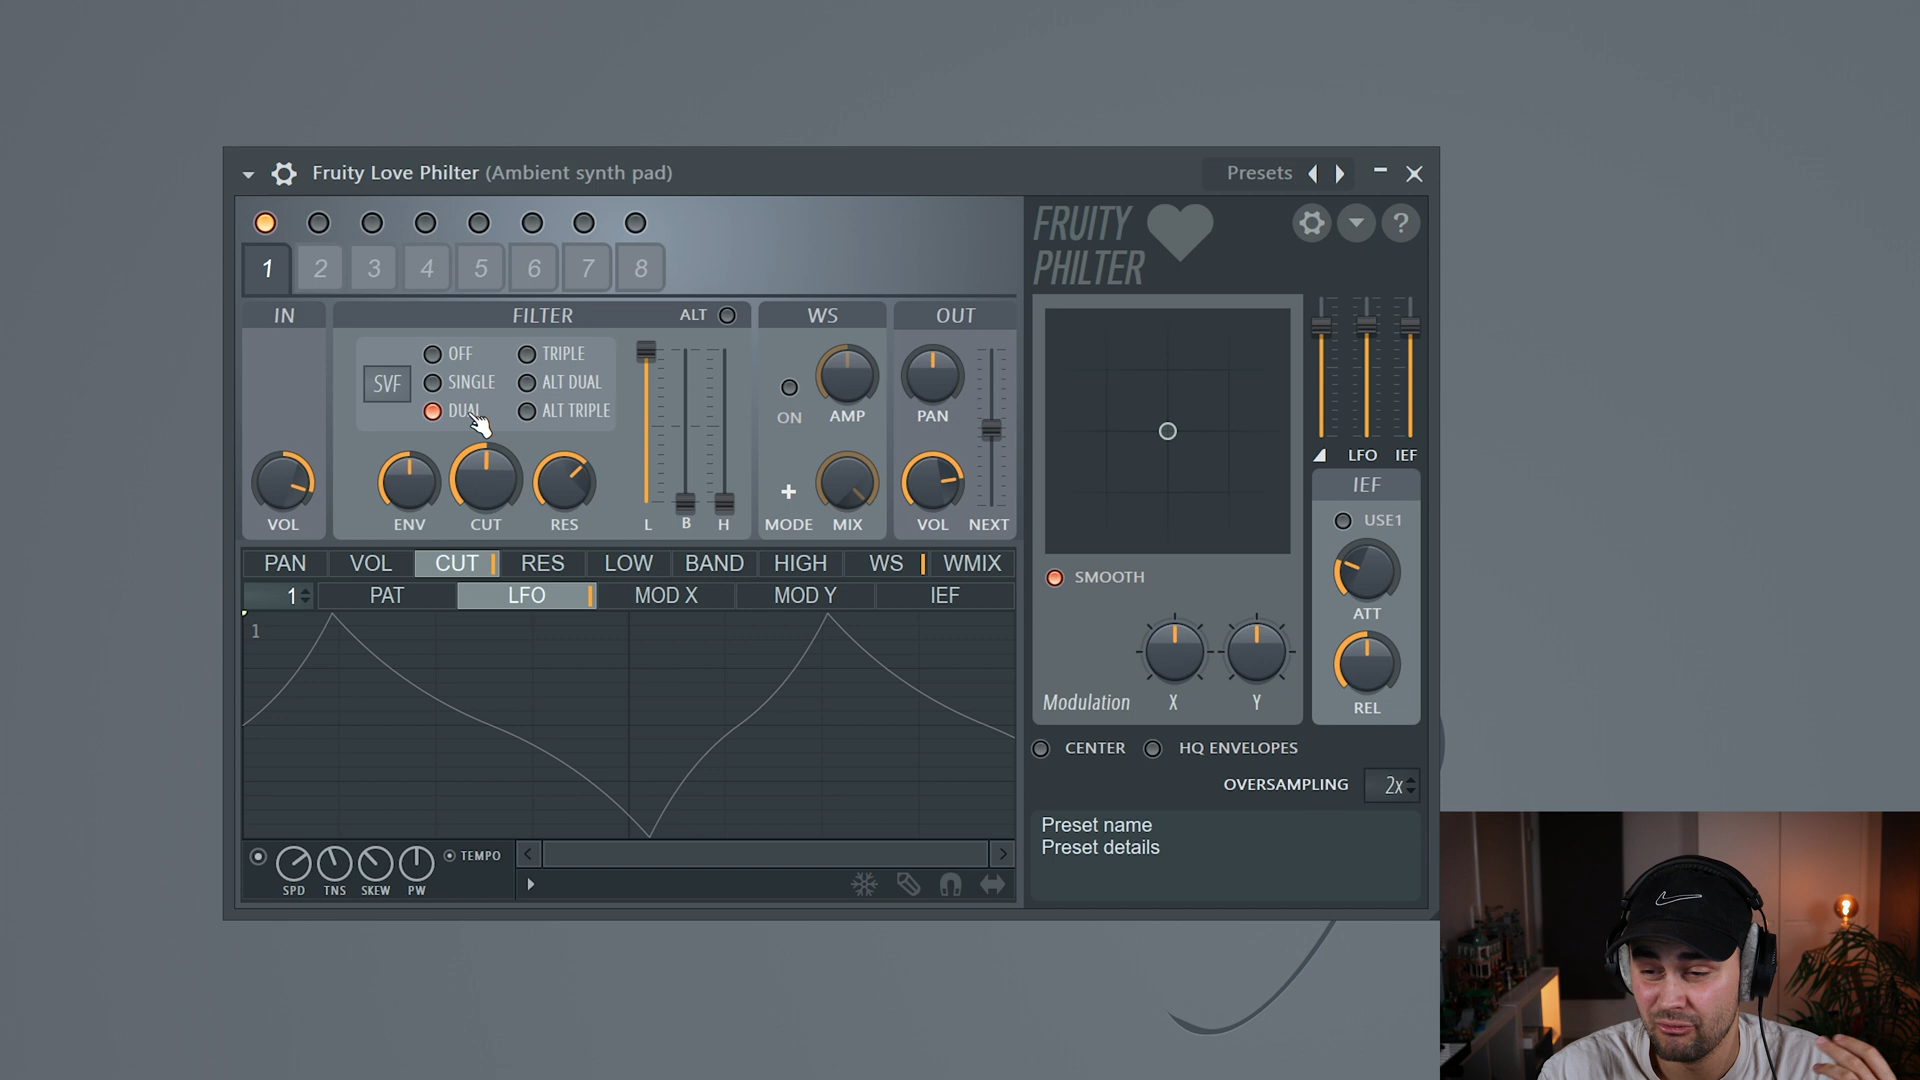 Fruity Love Philter (Ambient synth pad)
Presets
1 2 3 4 5 6 7 8
FRUITY
PHILTER
?
IN
FILTER
ALT
WS
OUT
OFF
TRIPLE
SVF
SINGLE
ALT DUAL
DUAL
ALT TRIPLE
ON
AMP
PAN
VOL
ENV
CUT
RES
L
B
H
MODE
MIX
VOL
NEXT
LFO
IEF
IEF
USE1
ATT
REL
PAN
VOL
CUT
RES
LOW
BAND
HIGH
WS
WMIX
1
PAT
LFO
MOD X
MOD Y
IEF
1
SMOOTH
Modulation
X
Y
CENTER
HQ ENVELOPES
OVERSAMPLING
2x
Preset name
Preset details
SPD
TNS
SKEW
PW
TEMPO